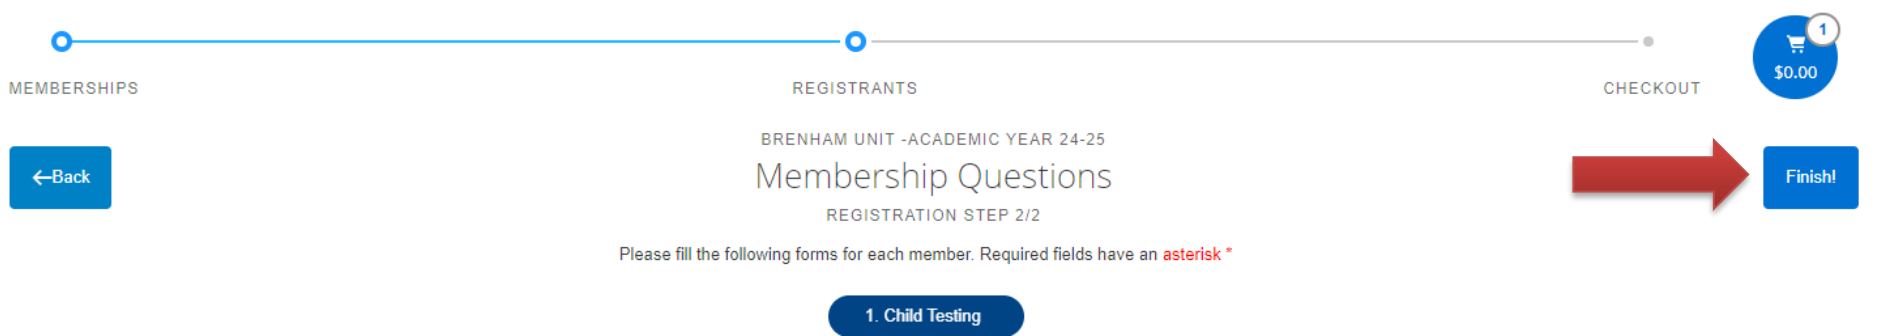 1
$0.00
MEMBERSHIPS
REGISTRANTS
CHECKOUT
BRENHAM UNIT -ACADEMIC YEAR 24-25
←Back
Membership Questions
Finish!
REGISTRATION STEP 2/2
Please fill the following forms for each member. Required fields have an asterisk *
1. Child Testing